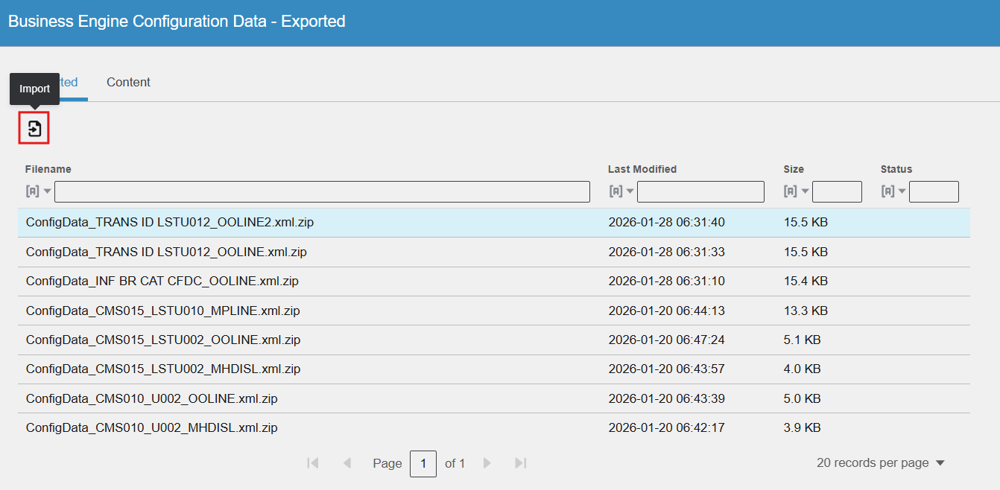 Business Engine Configuration Data - Exported
ted Content
Import
Filename Last Modified Size Status
[A] [A] [A] [A]
ConfigData_TRANS ID LSTU012_OOLINE2.xml.zip 2026-01-28 06:31:40 15.5 KB
ConfigData_TRANS ID LSTU012_OOLINE.xml.zip 2026-01-28 06:31:33 15.5 KB
ConfigData_INF BR CAT CFDC_OOLINE.xml.zip 2026-01-28 06:31:10 15.4 KB
ConfigData_CMS015_LSTU010_MPLINE.xml.zip 2026-01-20 06:44:13 13.3 KB
ConfigData_CMS015_LSTU002_OOLINE.xml.zip 2026-01-20 06:47:24 5.1 KB
ConfigData_CMS015_LSTU002_MHDISL.xml.zip 2026-01-20 06:43:57 4.0 KB
ConfigData_CMS010_U002_OOLINE.xml.zip 2026-01-20 06:43:39 5.0 KB
ConfigData_CMS010_U002_MHDISL.xml.zip 2026-01-20 06:42:17 3.9 KB
Page 1 of 1 20 records per page